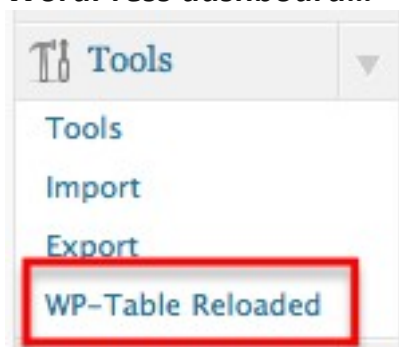 WordPress dashboard...
Tools
Tools
Import
Export
WP-Table Reloaded